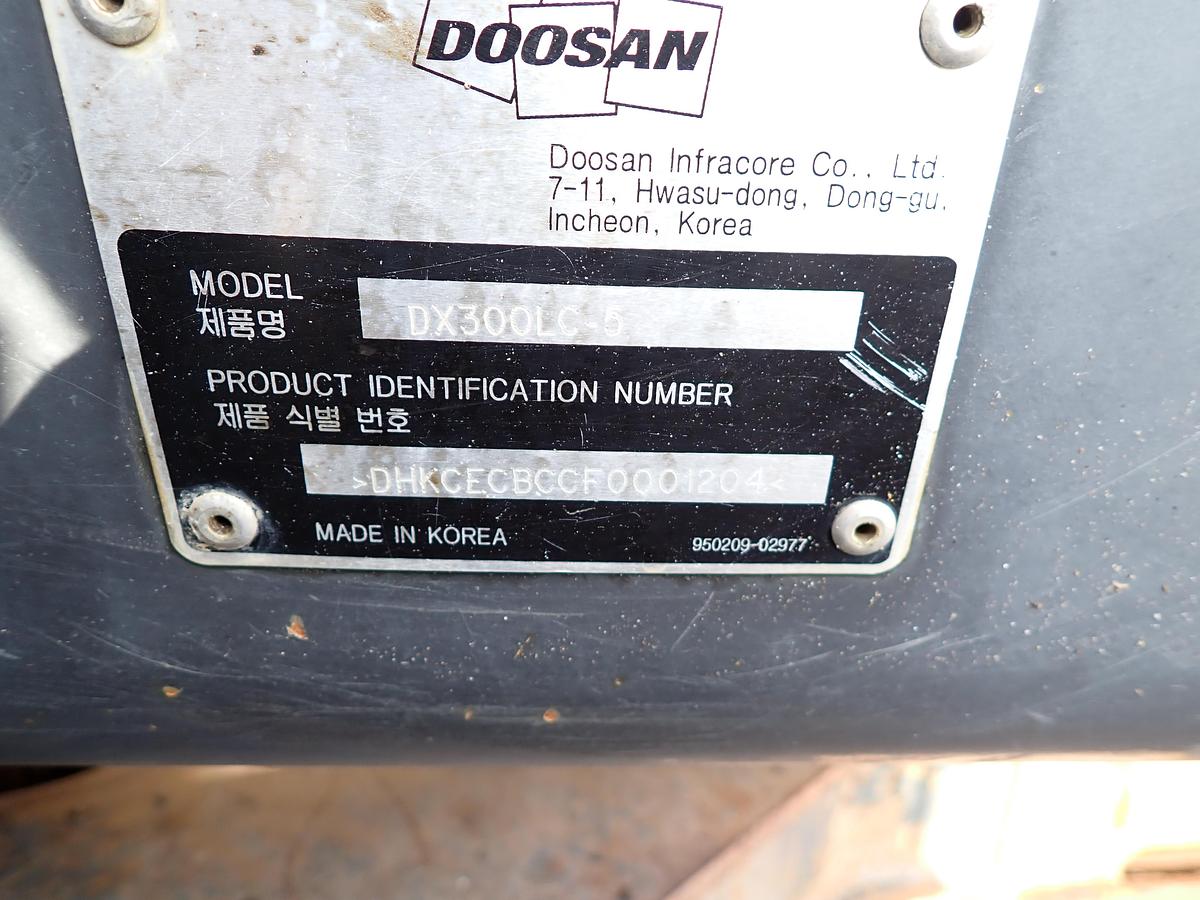 DOOSAN
Doosan Infracore Co., Ltd.
7-11, Hwasu-dong, Dong-gu,
Incheon, Korea
MODEL
제품명
DX300LC-5
PRODUCT IDENTIFICATION NUMBER
제품 식별 번호
>DHKCECBCCF0001204<
MADE IN KOREA
950209-02977